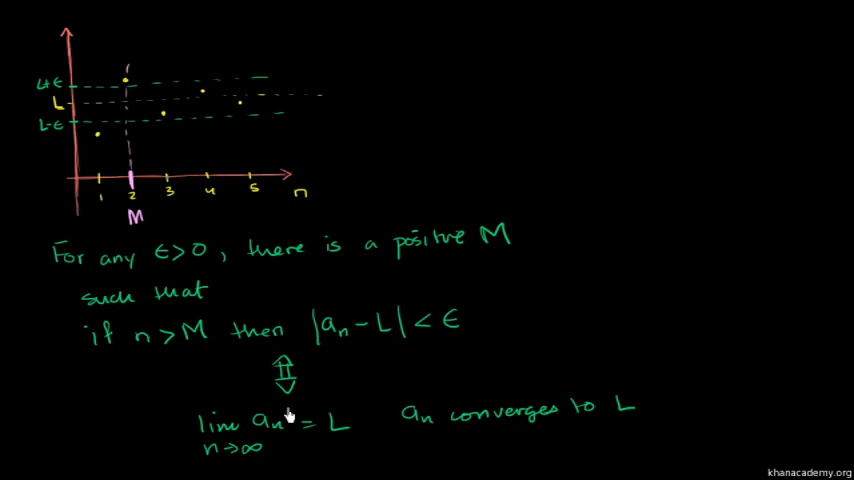 L+ε
L
L-ε
1 2 3 4 5 n
M
For any ε>0, there is a positive M
such that
if n>M then |aₙ-L|<ε
lim aₙ = L aₙ converges to L
n→∞
khanacademy.org